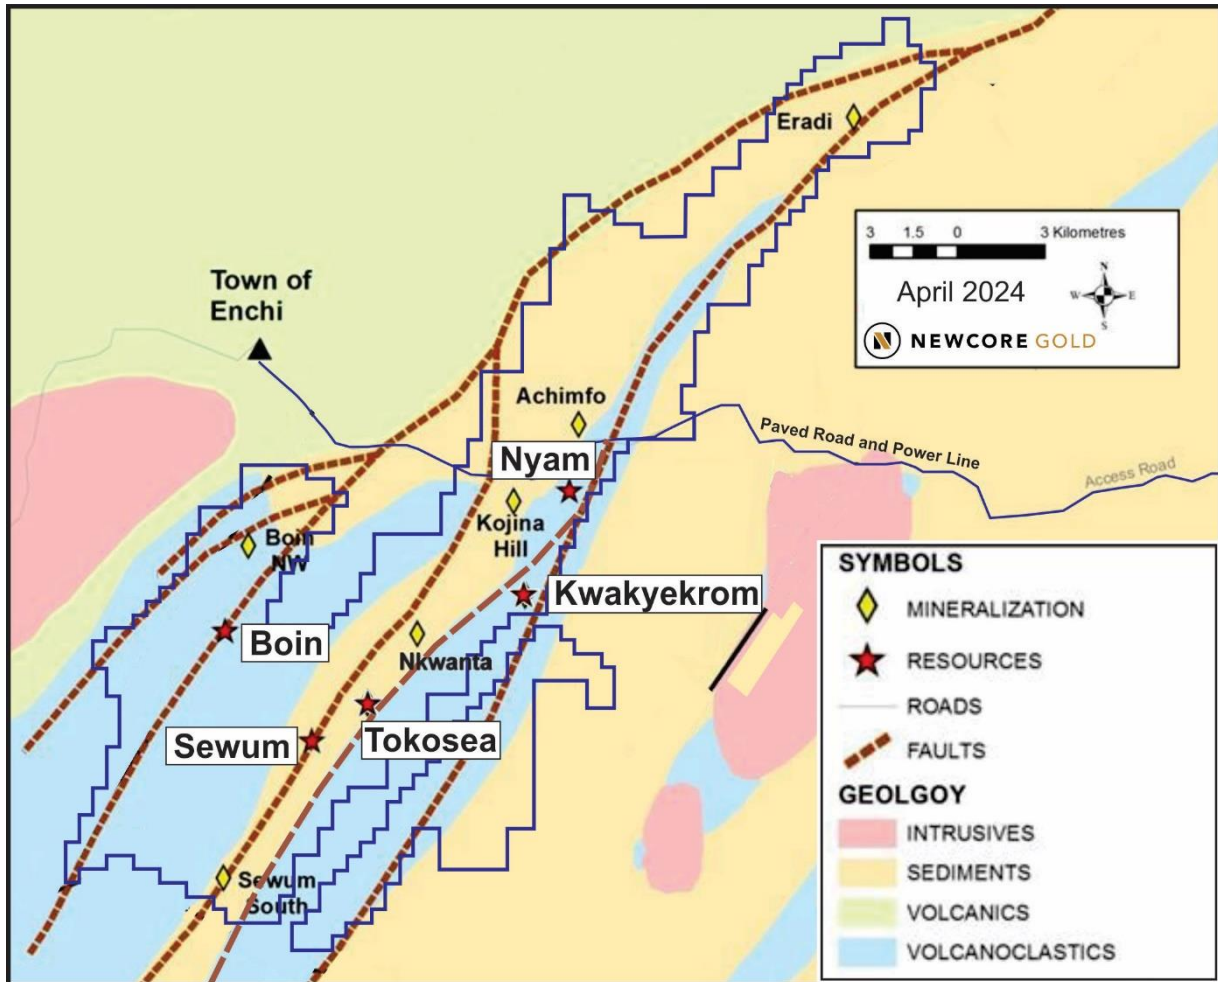 Eradi
3 1.5 0 3 Kilometres
April 2024
N
W E
S
NEWCORE GOLD
Town of
Enchi
Achimfo
Nyam
Paved Road and Power Line
Access Road
Kojina
Hill
Boin
NW
Kwakyekrom
Boin
Nkwanta
Sewum
Tokosea
Sewum
South
SYMBOLS
MINERALIZATION
RESOURCES
ROADS
FAULTS
GEOLGOY
INTRUSIVES
SEDIMENTS
VOLCANICS
VOLCANOCLASTICS